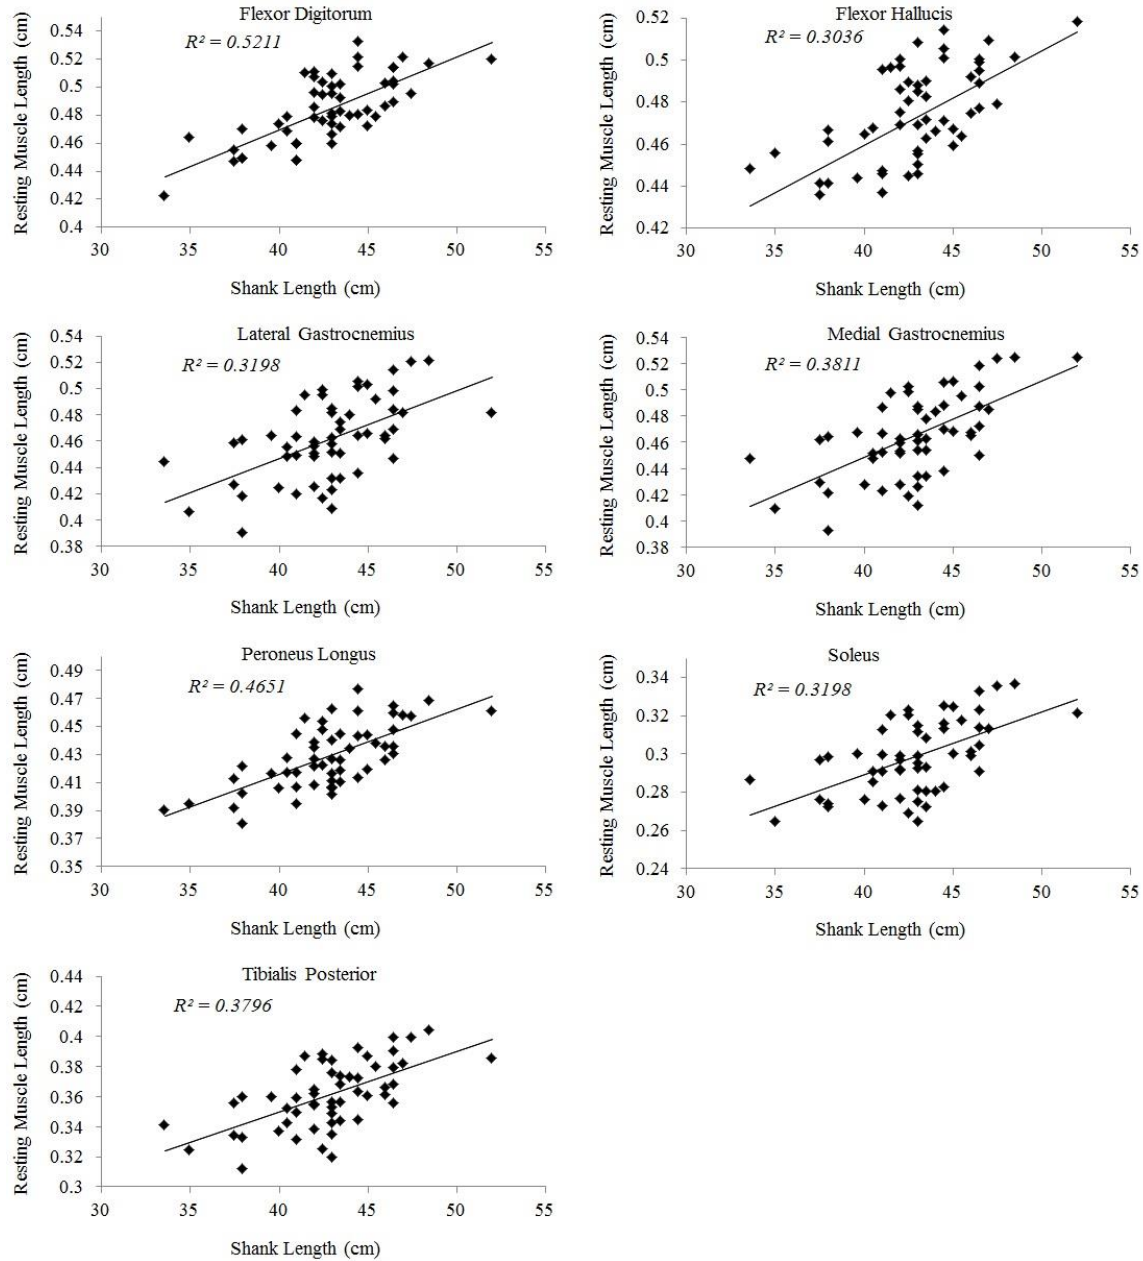 Flexor Digitorum
R² = 0.5211
Resting Muscle Length (cm)
0.54
0.52
0.5
0.48
0.46
0.44
0.42
0.4
30 35 40 45 50 55
Shank Length (cm)
Flexor Hallucis
R² = 0.3036
Resting Muscle Length (cm)
0.52
0.5
0.48
0.46
0.44
0.42
30 35 40 45 50 55
Shank Length (cm)
Lateral Gastrocnemius
R² = 0.3198
Resting Muscle Length (cm)
0.54
0.52
0.5
0.48
0.46
0.44
0.42
0.4
0.38
30 35 40 45 50 55
Shank Length (cm)
Medial Gastrocnemius
R² = 0.3811
Resting Muscle Length (cm)
0.54
0.52
0.5
0.48
0.46
0.44
0.42
0.4
0.38
30 35 40 45 50 55
Shank Length (cm)
Peroneus Longus
R² = 0.4651
Resting Muscle Length (cm)
0.49
0.47
0.45
0.43
0.41
0.39
0.37
0.35
30 35 40 45 50 55
Shank Length (cm)
Soleus
R² = 0.3198
Resting Muscle Length (cm)
0.34
0.32
0.3
0.28
0.26
0.24
30 35 40 45 50 55
Shank Length (cm)
Tibialis Posterior
R² = 0.3796
Resting Muscle Length (cm)
0.44
0.42
0.4
0.38
0.36
0.34
0.32
0.3
30 35 40 45 50 55
Shank Length (cm)